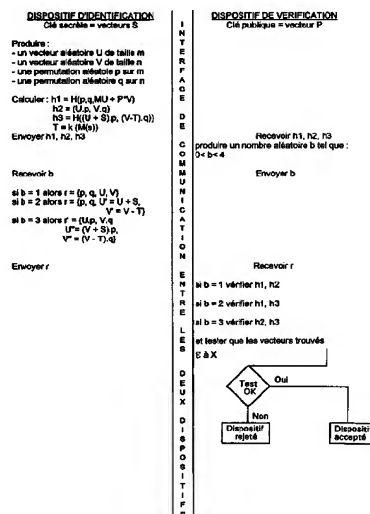 DISPOSITIF D'IDENTIFICATION
Clé secrète = vecteurs S
Produire :
- un vecteur aléatoire U de taille m
- un vecteur aléatoire V de taille n
- une permutation aléatoie p sur m
- une permutation aléatoire q sur n
Calculer : h1 = H(p,q,MU + P*V)
h2 = (U.p, V.q)
h3 = H((U + S).p, (V-T).q))
T = k (M(s))
Envoyer h1, h2, h3
Recevoir b
si b = 1 alors r = {p, q, U, V}
si b = 2 alors r = {p, q, U' = U + S,
V' = V - T}
si b = 3 alors r' = {U.p, V.q
U''= (V + S).p,
V'' = (V - T).q}
Envoyer r
INTERFACE DE COMMUNICATION ENTRE LES DEUX DISPOSITIFS
DISPOSITIF DE VERIFICATION
Clé publique = vecteur P
Recevoir h1, h2, h3
produire un nombre aléatoire b tel que :
0< b< 4
Envoyer b
Recevoir r
si b = 1 vérifier h1, h2
si b = 2 vérifier h1, h3
si b = 3 vérifier h2, h3
et tester que les vecteurs trouvés
ε à X
Test
OK
Oui
Non
Dispositif
rejeté
Dispositif
accepté